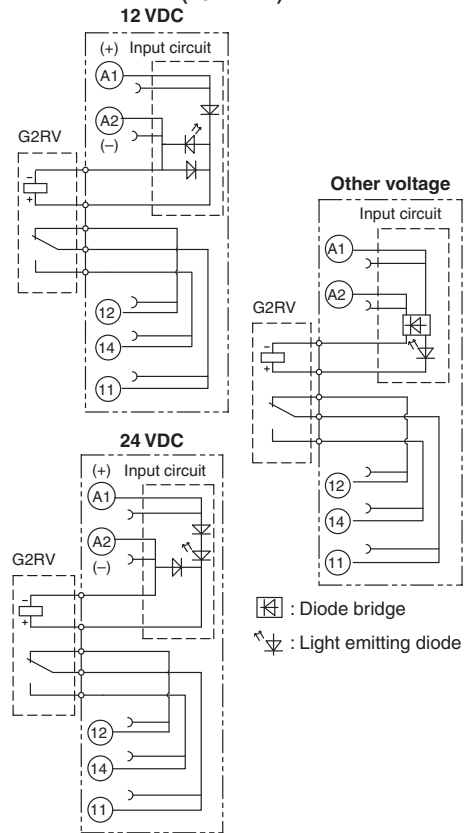 12 VDC
(+) Input circuit
A1
A2
(–)
G2RV
–
+
12
14
11
24 VDC
(+) Input circuit
A1
A2
(–)
G2RV
–
+
12
14
11
Other voltage
Input circuit
A1
A2
G2RV
–
+
12
14
11
: Diode bridge
: Light emitting diode